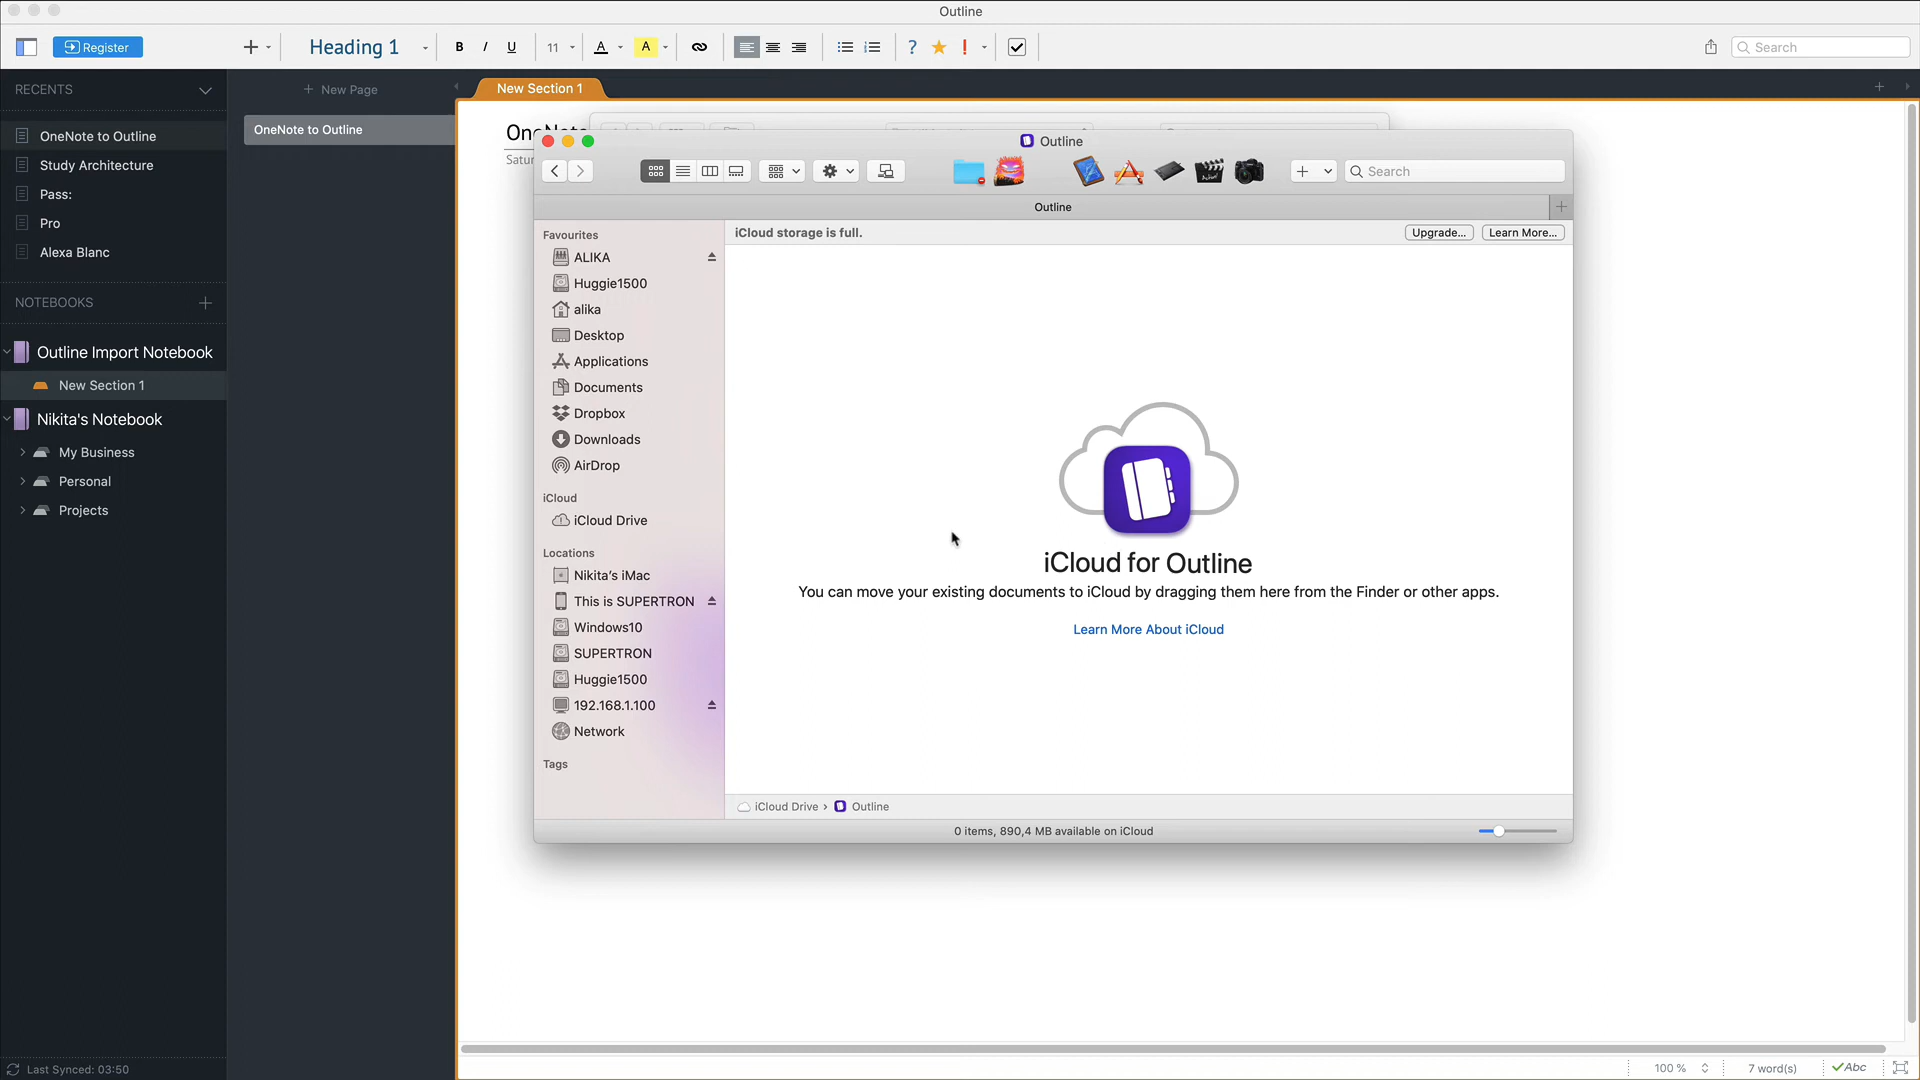 Outline
Register
Heading 1
B I U
11
A
A
Search
RECENTS
New Page
New Section 1
OneNote to Outline
OneNote to Outline
Study Architecture
Pass:
Pro
Alexa Blanc
NOTEBOOKS
Outline Import Notebook
New Section 1
Nikita's Notebook
My Business
Personal
Projects
Last Synced: 03:50
Outline
Search
Outline
Favourites
ALIKA
Huggie1500
alika
Desktop
Applications
Documents
Dropbox
Downloads
AirDrop
iCloud
iCloud Drive
Locations
Nikita's iMac
This is SUPERTRON
Windows10
SUPERTRON
Huggie1500
192.168.1.100
Network
Tags
iCloud storage is full.
Upgrade...
Learn More...
iCloud for Outline
You can move your existing documents to iCloud by dragging them here from the Finder or other apps.
Learn More About iCloud
iCloud Drive › Outline
0 items, 890,4 MB available on iCloud
100 %
7 word(s)
Abc